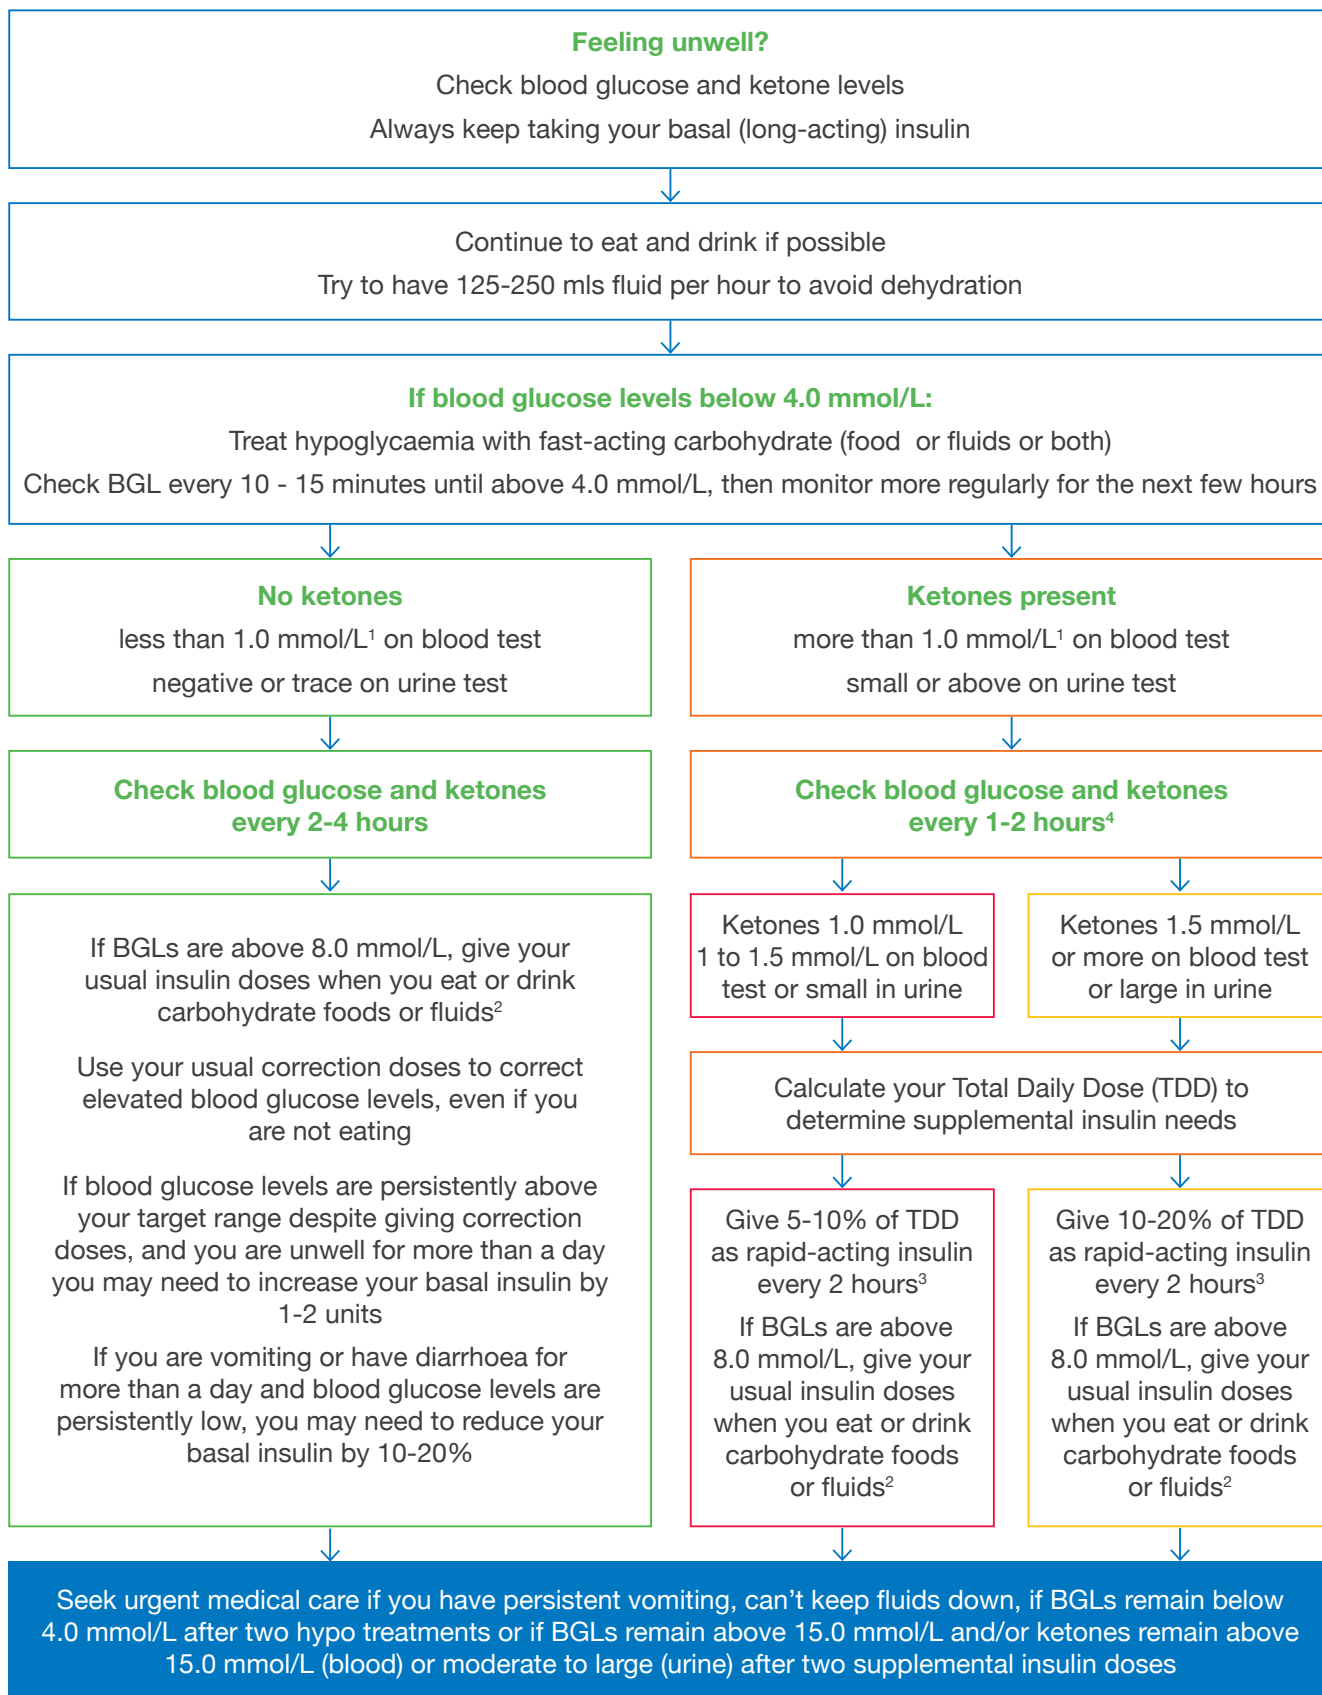 Feeling unwell?
Check blood glucose and ketone levels
Always keep taking your basal (long-acting) insulin
Continue to eat and drink if possible
Try to have 125-250 mls fluid per hour to avoid dehydration
If blood glucose levels below 4.0 mmol/L:
Treat hypoglycaemia with fast-acting carbohydrate (food or fluids or both)
Check BGL every 10 - 15 minutes until above 4.0 mmol/L, then monitor more regularly for the next few hours
No ketones
less than 1.0 mmol/L¹ on blood test
negative or trace on urine test
Check blood glucose and ketones
every 2-4 hours
If BGLs are above 8.0 mmol/L, give your
usual insulin doses when you eat or drink
carbohydrate foods or fluids²
Use your usual correction doses to correct
elevated blood glucose levels, even if you
are not eating
If blood glucose levels are persistently above
your target range despite giving correction
doses, and you are unwell for more than a day
you may need to increase your basal insulin by
1-2 units
If you are vomiting or have diarrhoea for
more than a day and blood glucose levels are
persistently low, you may need to reduce your
basal insulin by 10-20%
Ketones present
more than 1.0 mmol/L¹ on blood test
small or above on urine test
Check blood glucose and ketones
every 1-2 hours⁴
Ketones 1.0 mmol/L
1 to 1.5 mmol/L on blood
test or small in urine
Ketones 1.5 mmol/L
or more on blood test
or large in urine
Calculate your Total Daily Dose (TDD) to
determine supplemental insulin needs
Give 5-10% of TDD
as rapid-acting insulin
every 2 hours³
If BGLs are above
8.0 mmol/L, give your
usual insulin doses
when you eat or drink
carbohydrate foods
or fluids²
Give 10-20% of TDD
as rapid-acting insulin
every 2 hours³
If BGLs are above
8.0 mmol/L, give your
usual insulin doses
when you eat or drink
carbohydrate foods
or fluids²
Seek urgent medical care if you have persistent vomiting, can't keep fluids down, if BGLs remain below
4.0 mmol/L after two hypo treatments or if BGLs remain above 15.0 mmol/L and/or ketones remain above
15.0 mmol/L (blood) or moderate to large (urine) after two supplemental insulin doses